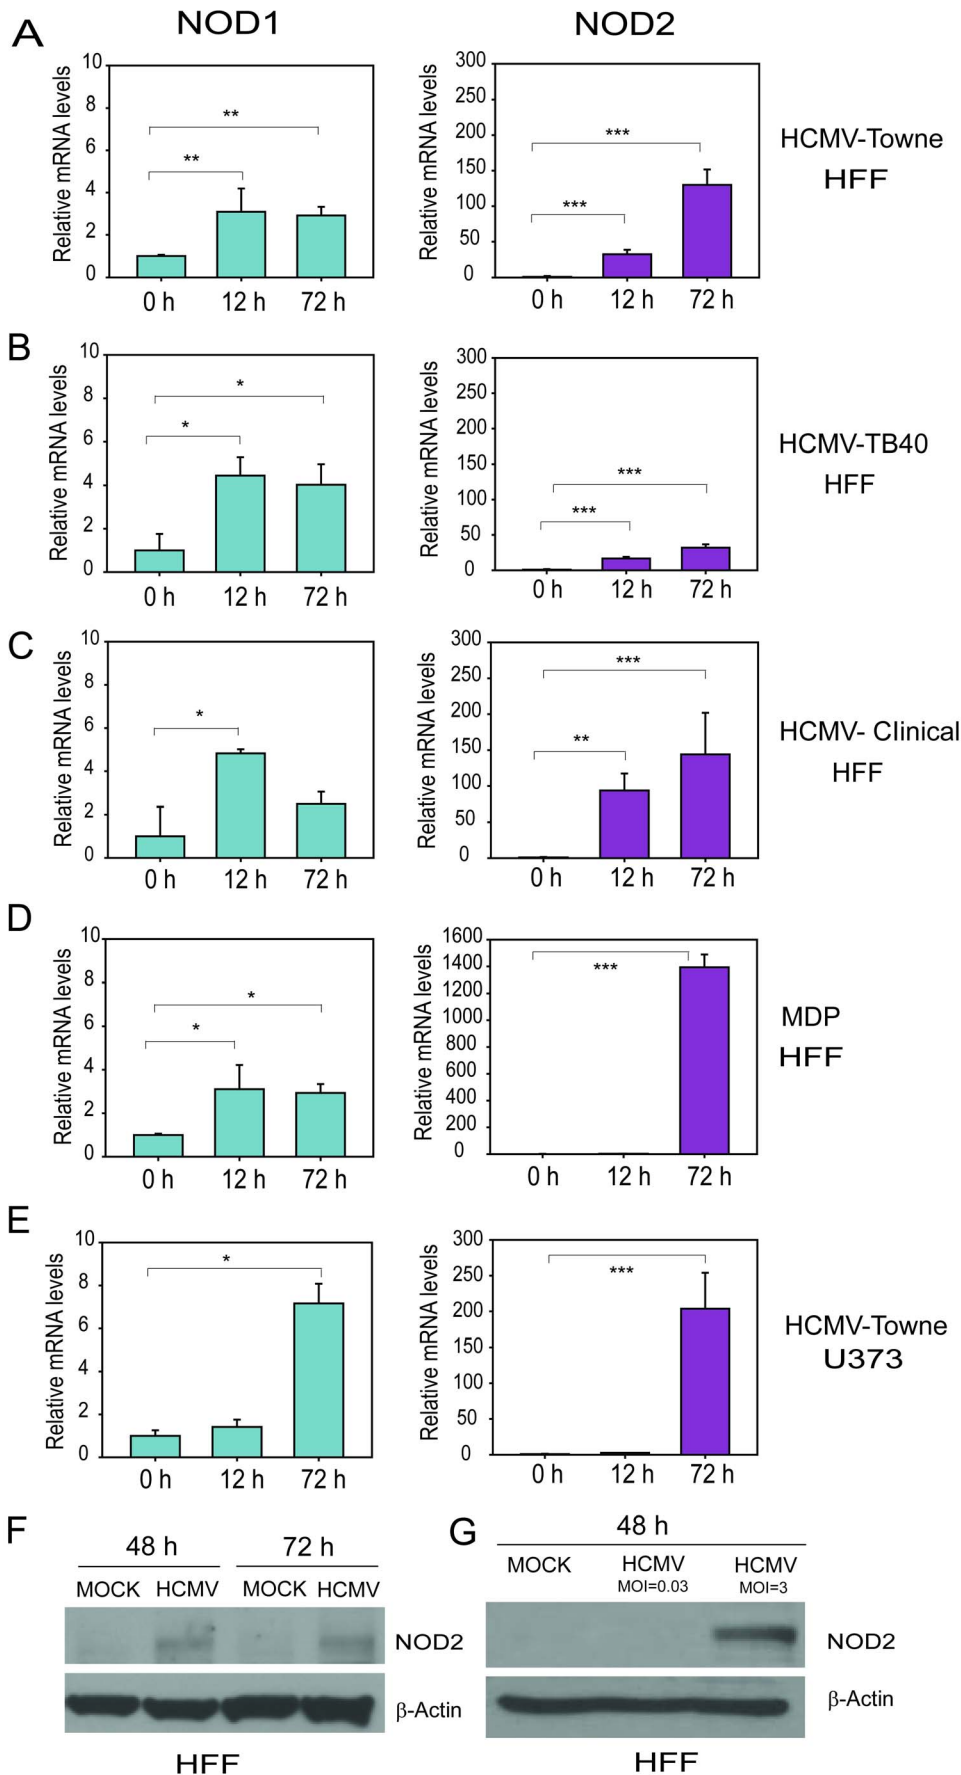 NOD1
NOD2
A
Relative mRNA levels
10
8
6
4
2
0
**
**
0 h
12 h
72 h
Relative mRNA levels
300
250
200
150
100
50
0
***
***
0 h
12 h
72 h
HCMV-Towne
HFF
B
Relative mRNA levels
10
8
6
4
2
0
*
*
0 h
12 h
72 h
Relative mRNA levels
300
250
200
150
100
50
0
***
***
0 h
12 h
72 h
HCMV-TB40
HFF
C
Relative mRNA levels
10
8
6
4
2
0
*
0 h
12 h
72 h
Relative mRNA levels
300
250
200
150
100
50
0
***
**
0 h
12 h
72 h
HCMV- Clinical
HFF
D
Relative mRNA levels
10
8
6
4
2
0
*
*
0 h
12 h
72 h
Relative mRNA levels
1600
1400
1200
1000
800
600
400
200
0
***
0 h
12 h
72 h
MDP
HFF
E
Relative mRNA levels
10
8
6
4
2
0
*
0 h
12 h
72 h
Relative mRNA levels
300
250
200
150
100
50
0
***
0 h
12 h
72 h
HCMV-Towne
U373
F
48 h
72 h
MOCK HCMV MOCK HCMV
NOD2
β-Actin
HFF
G
48 h
MOCK
HCMV
MOI=0.03
HCMV
MOI=3
NOD2
β-Actin
HFF